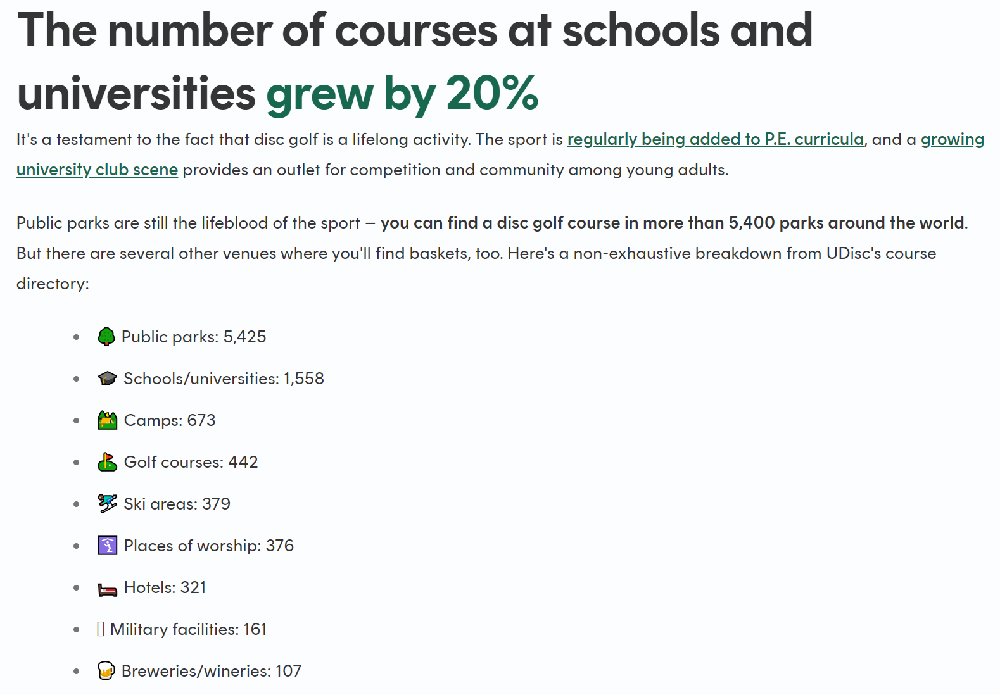 The number of courses at schools and
universities grew by 20%
It's a testament to the fact that disc golf is a lifelong activity. The sport is regularly being added to P.E. curricula, and a growing
university club scene provides an outlet for competition and community among young adults.
Public parks are still the lifeblood of the sport – you can find a disc golf course in more than 5,400 parks around the world.
But there are several other venues where you'll find baskets, too. Here's a non-exhaustive breakdown from UDisc's course
directory:
• 🌳 Public parks: 5,425
• 🎓 Schools/universities: 1,558
• 🏕️ Camps: 673
• ⛳ Golf courses: 442
• ⛷️ Ski areas: 379
• 🛐 Places of worship: 376
• 🛏️ Hotels: 321
• ▯ Military facilities: 161
• 🍺 Breweries/wineries: 107